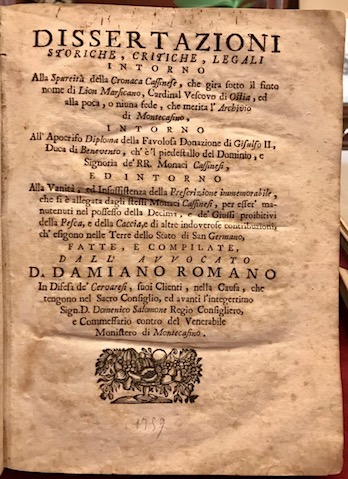 DISSERTAZIONI
STORICHE, CRITICHE, LEGALI
INTORNO
Alla Spureità della Cronaca Cassinese, che gira sotto il finto
nome di Lion Marsicano, Cardinal Vescovo di Ostia, ed
alla poca, o niuna fede, che merita l'Archivio
di Montecasino,
INTORNO
All'Apocrifo Diploma della Favolosa Donazione di Gisulfo II,
Duca di Benevento, ch'è'l piedestallo del Dominio, e
Signoria de' RR. Monaci Cassinesi,
ED INTORNO
Alla Vanità, ed Insussistenza della Prescrizione immemorabile,
che si è allegata dagli stessi Monaci Cassinesi, per esser' ma-
nutenuti nel possesso della Decima, e de' Giussi proibitivi
della Pesca, e della Caccia, e di altre indoverose contribuzioni,
ch' esigono nelle Terre dello Stato di San Germano,
FATTE, E COMPILATE,
DALL' AVVOCATO
D. DAMIANO ROMANO
In Difesa de' Cervaresi, suoi Clienti, nella Causa, che
tengono nel Sacro Consiglio, ed avanti l'integerrimo
Sign. D. Domenico Salomone Regio Consigliero,
e Commessario contro del Venerabile
Monistero di Montecasino.
1759